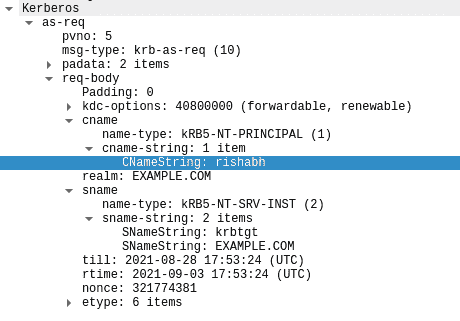 Kerberos
as-req
pvno: 5
msg-type: krb-as-req (10)
padata: 2 items
req-body
Padding: 0
kdc-options: 40800000 (forwardable, renewable)
cname
name-type: kRB5-NT-PRINCIPAL (1)
cname-string: 1 item
CNameString: rishabh
realm: EXAMPLE.COM
sname
name-type: kRB5-NT-SRV-INST (2)
sname-string: 2 items
SNameString: krbtgt
SNameString: EXAMPLE.COM
till: 2021-08-28 17:53:24 (UTC)
rtime: 2021-09-03 17:53:24 (UTC)
nonce: 321774381
etype: 6 items